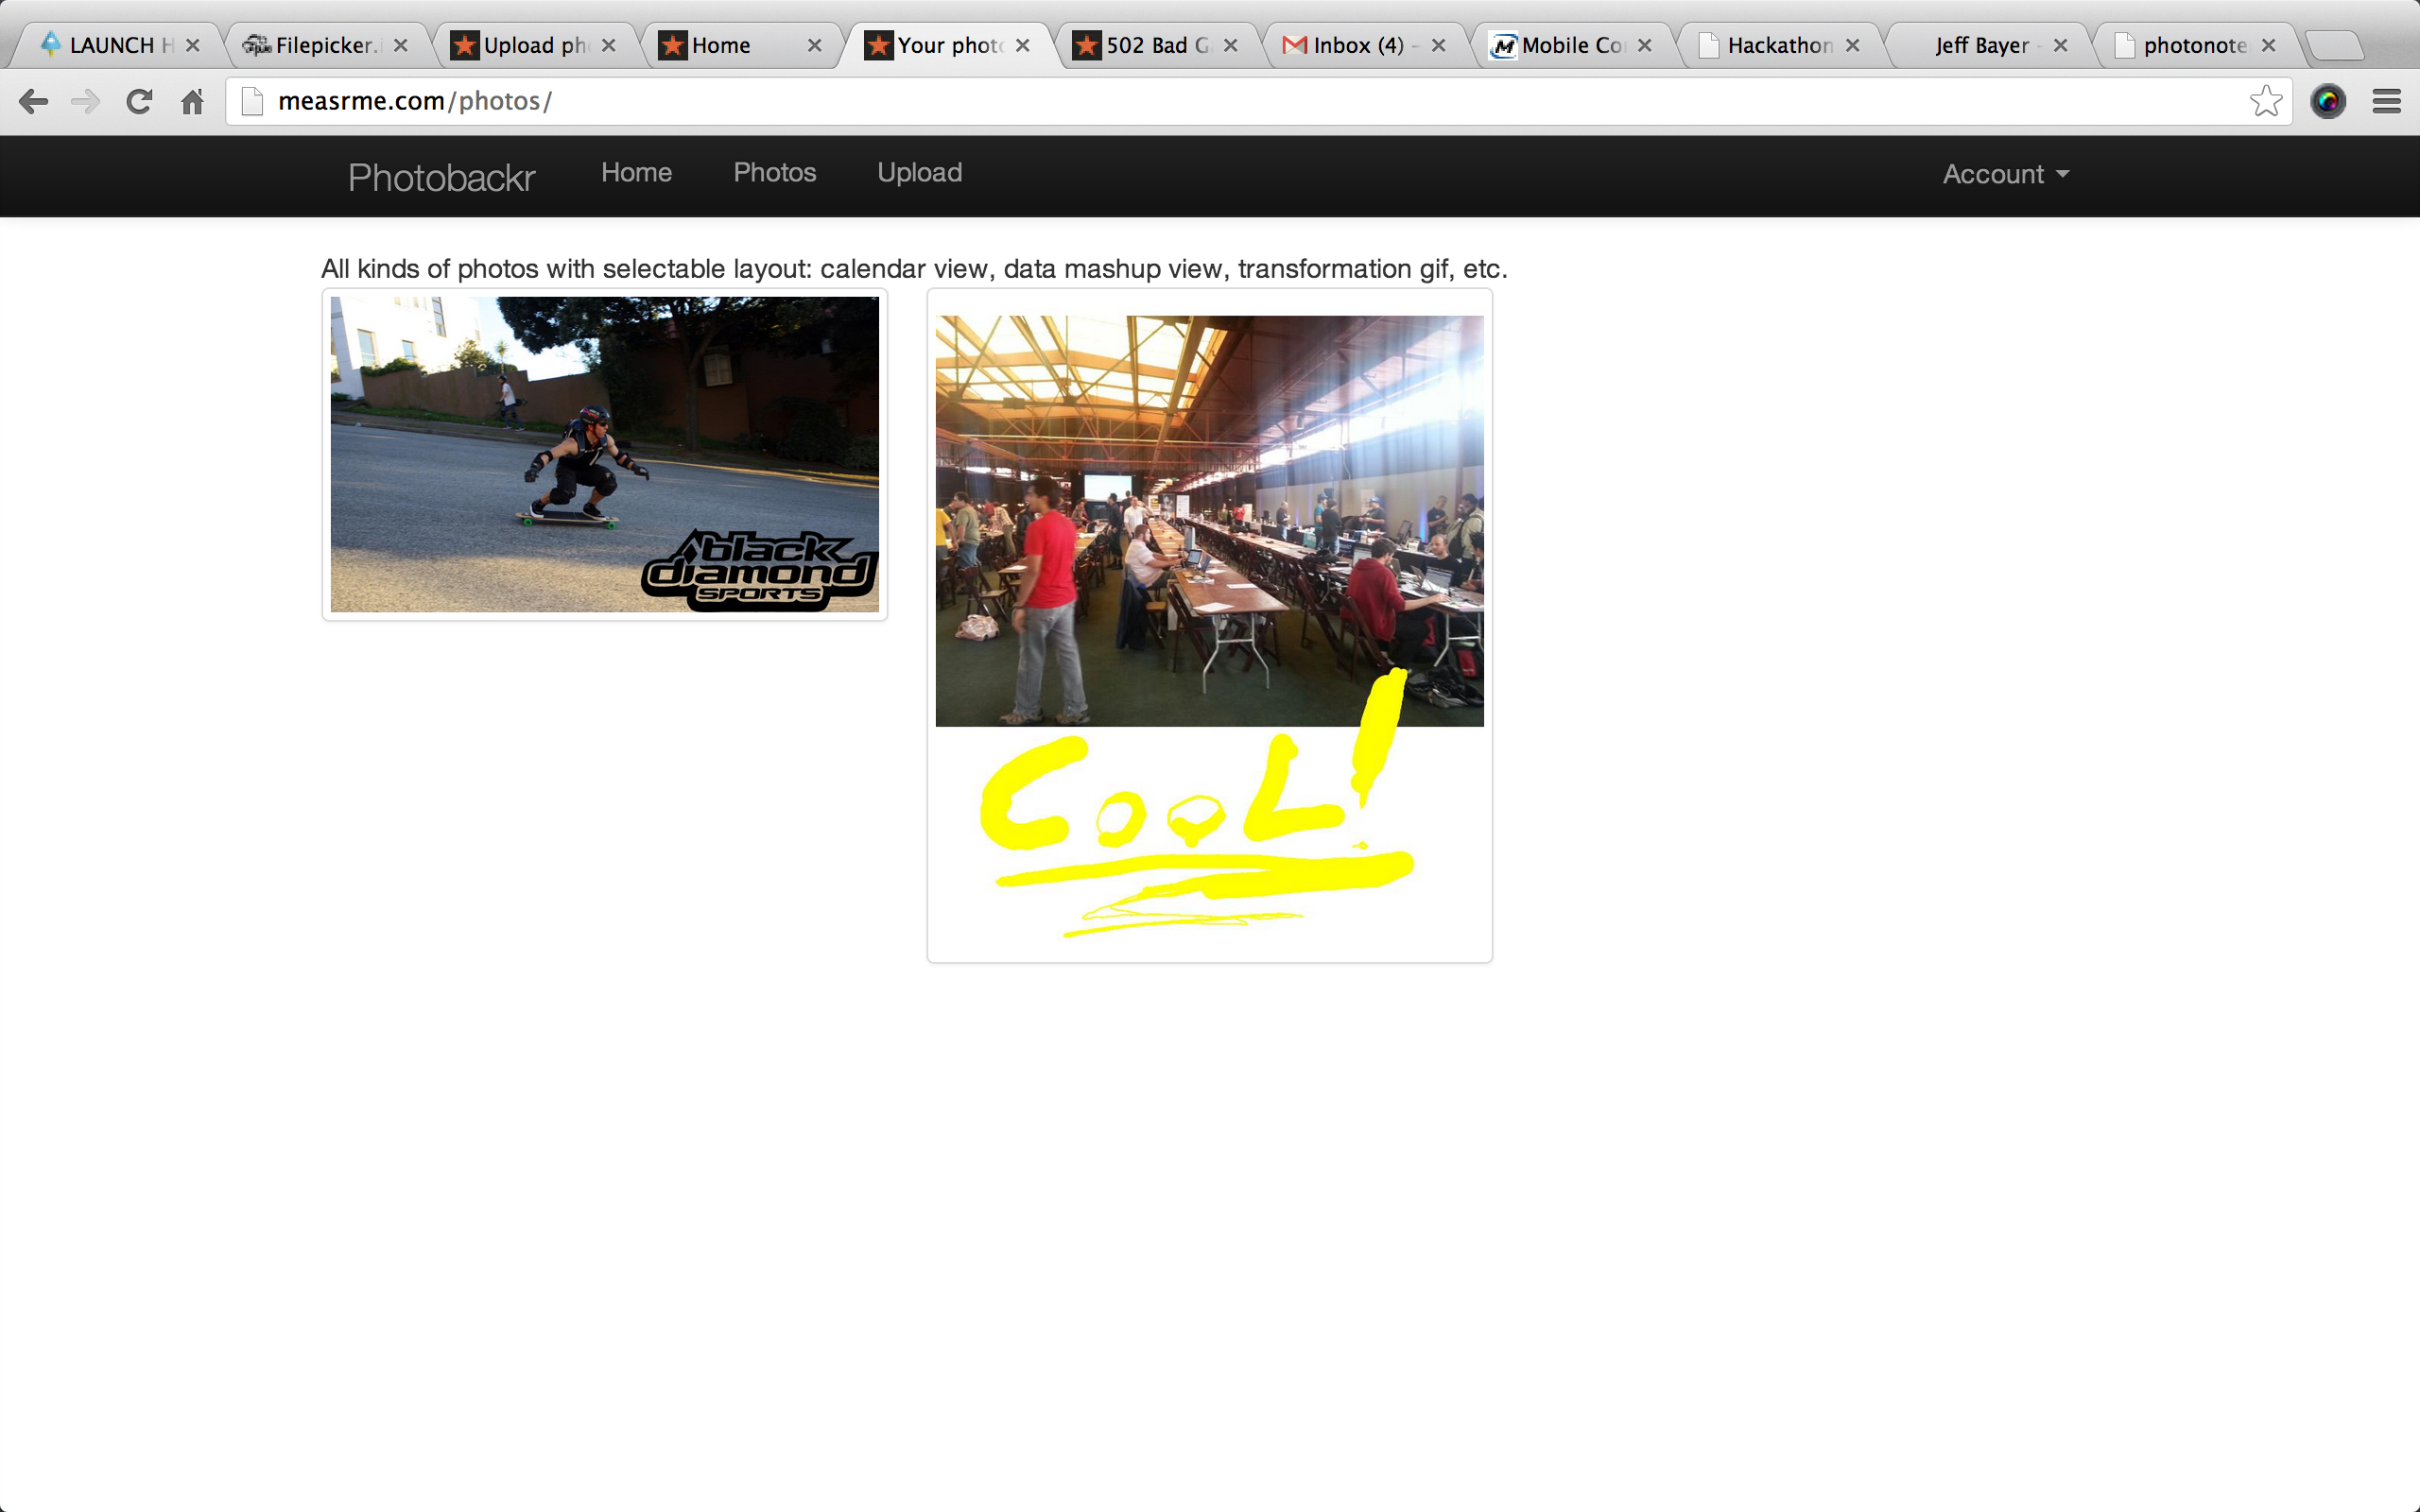 LAUNCH H
Filepicker.i
Upload ph
Home
Your photo
502 Bad G
Inbox (4) -
Mobile Co
Hackathon
Jeff Bayer -
photonote
measrme.com/photos/
Photobackr
Home
Photos
Upload
Account
All kinds of photos with selectable layout: calendar view, data mashup view, transformation gif, etc.
black
diamond
SPORTS
CooL!